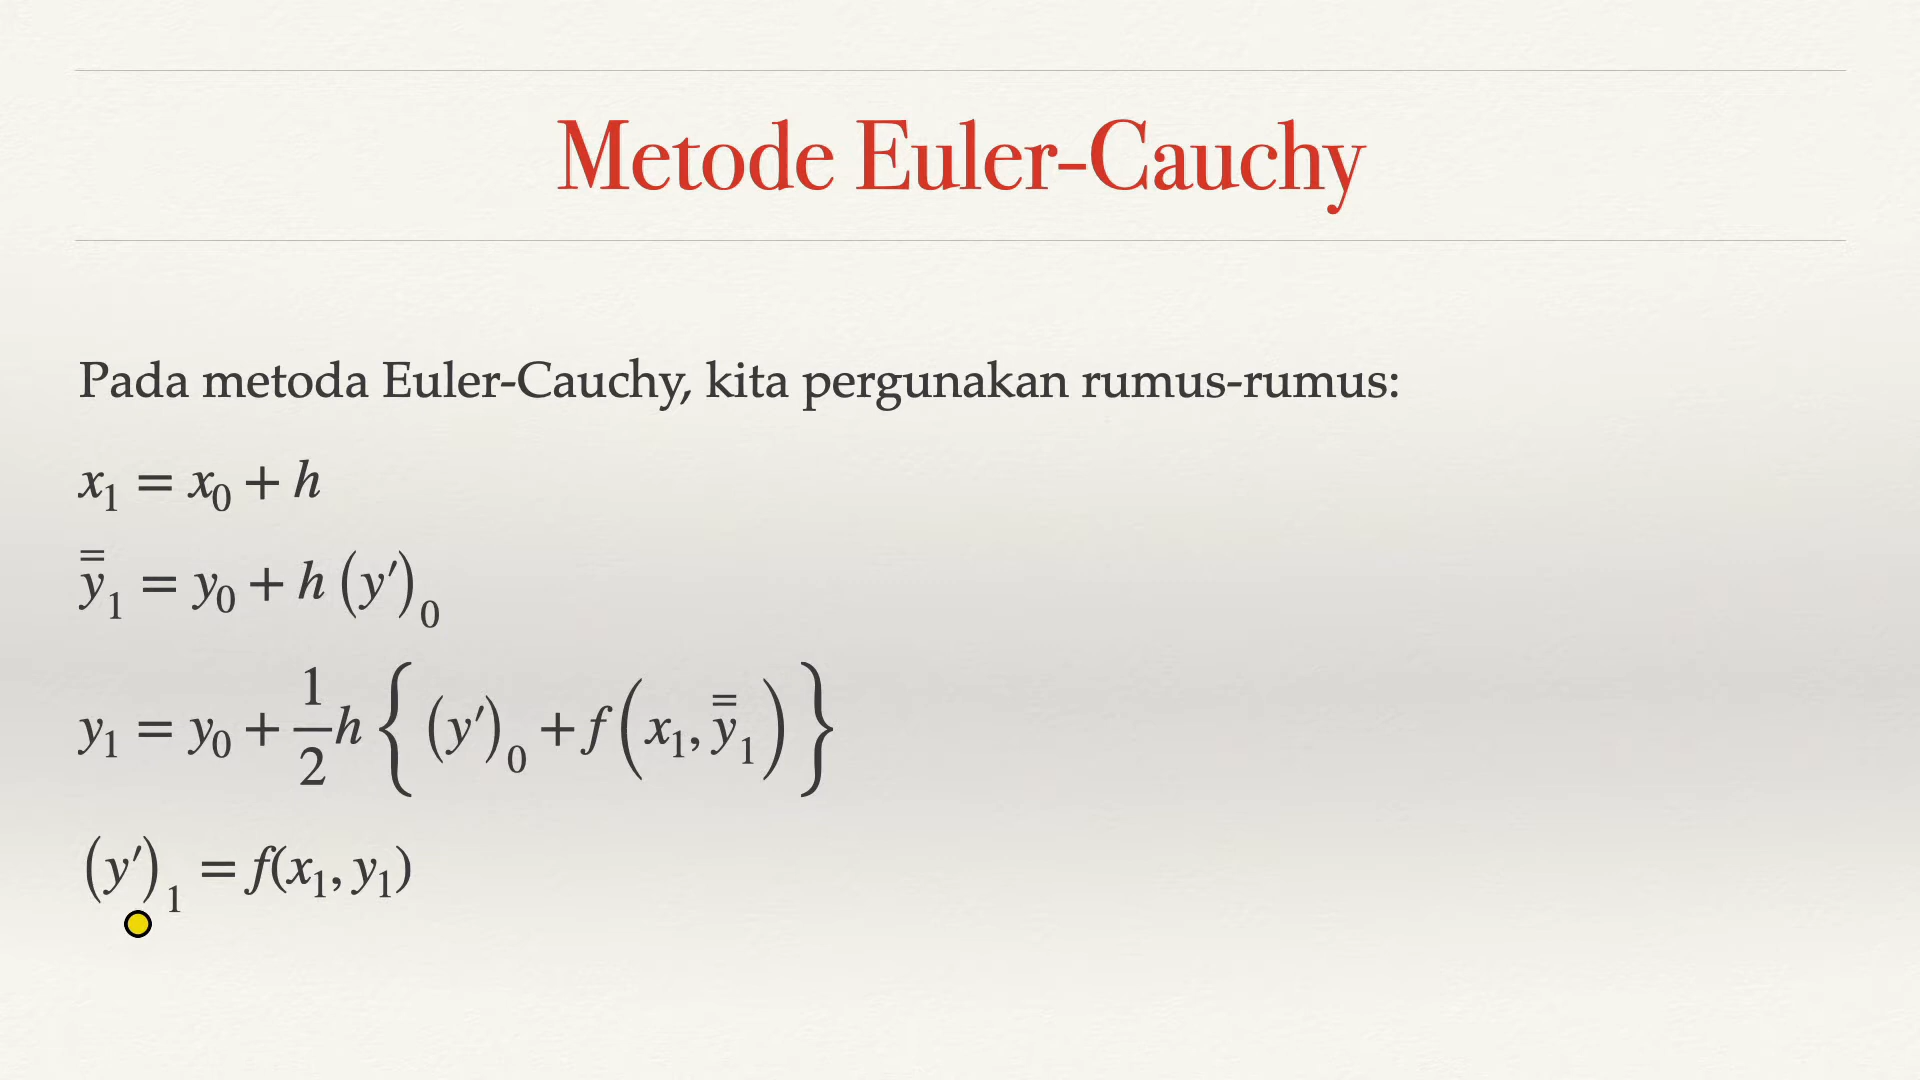 Metode Euler-Cauchy
Pada metoda Euler-Cauchy, kita pergunakan rumus-rumus:
x₁ = x₀ + h
y̿₁ = y₀ + h (y′)₀
y₁ = y₀ + 1/2 h { (y′)₀ + f ( x₁, y̿₁ ) }
(y′)₁ = f(x₁, y₁)